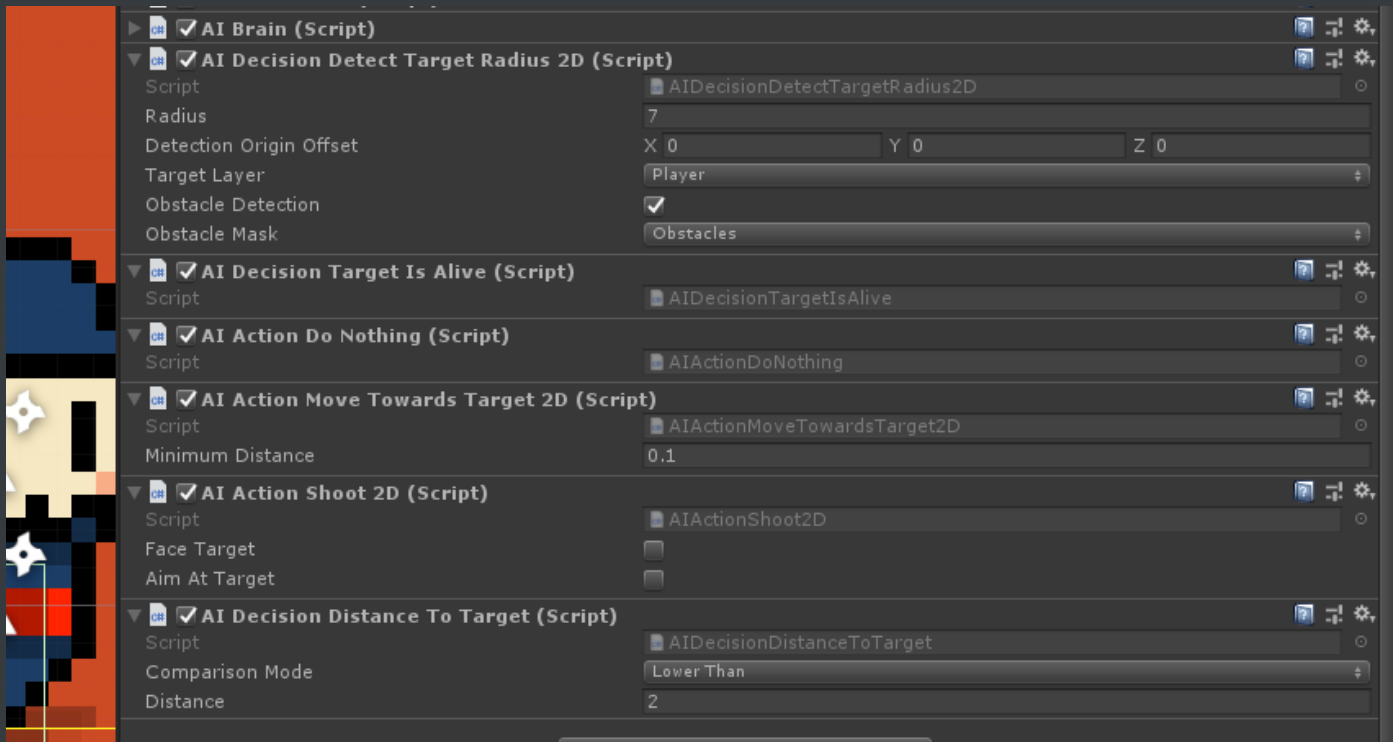 AI Brain (Script)
AI Decision Detect Target Radius 2D (Script)
Script AIDecisionDetectTargetRadius2D
Radius 7
Detection Origin Offset X 0 Y 0 Z 0
Target Layer Player
Obstacle Detection
Obstacle Mask Obstacles
AI Decision Target Is Alive (Script)
Script AIDecisionTargetIsAlive
AI Action Do Nothing (Script)
Script AIActionDoNothing
AI Action Move Towards Target 2D (Script)
Script AIActionMoveTowardsTarget2D
Minimum Distance 0.1
AI Action Shoot 2D (Script)
Script AIActionShoot2D
Face Target
Aim At Target
AI Decision Distance To Target (Script)
Script AIDecisionDistanceToTarget
Comparison Mode Lower Than
Distance 2